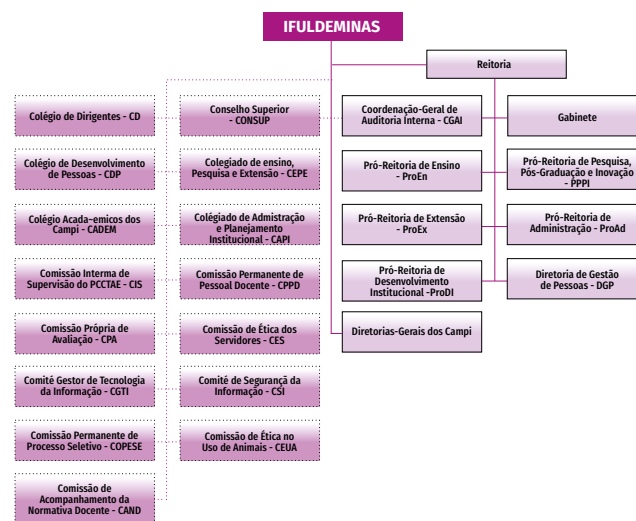 IFULDEMINAS
Reitoria
Colégio de Dirigentes - CD
Conselho Superior
- CONSUP
Coordenação-Geral de
Auditoria Interna - CGAI
Gabinete
Colégio de Desenvolvimento
de Pessoas - CDP
Colegiado de ensino,
Pesquisa e Extensão - CEPE
Pró-Reitoria de Ensino
- ProEn
Pró-Reitoria de Pesquisa,
Pós-Graduação e Inovação -
PPPI
Colégio Acada-emicos dos
Campi - CADEM
Colégiado de Admistração
e Planejamento
Institucional - CAPI
Pró-Reitoria de Extensão
- ProEx
Pró-Reitoria de
Administração - ProAd
Comissão Interma de
Supervisão do PCCTAE - CIS
Comissão Permanente de
Pessoal Docente - CPPD
Pró-Reitoria de
Desenvolvimento
Institucional -ProDI
Diretoria de Gestão
de Pessoas - DGP
Comissão Própria de
Avaliação - CPA
Comissão de Ética dos
Servidores - CES
Diretorias-Gerais dos Campi
Comité Gestor de Tecnologia
da Informação - CGTI
Comité de Segurançã da
Informação - CSI
Comissão Permanente de
Processo Seletivo - COPESE
Comissão de Ética no
Uso de Animais - CEUA
Comissão de
Acompanhamento da
Normativa Docente - CAND